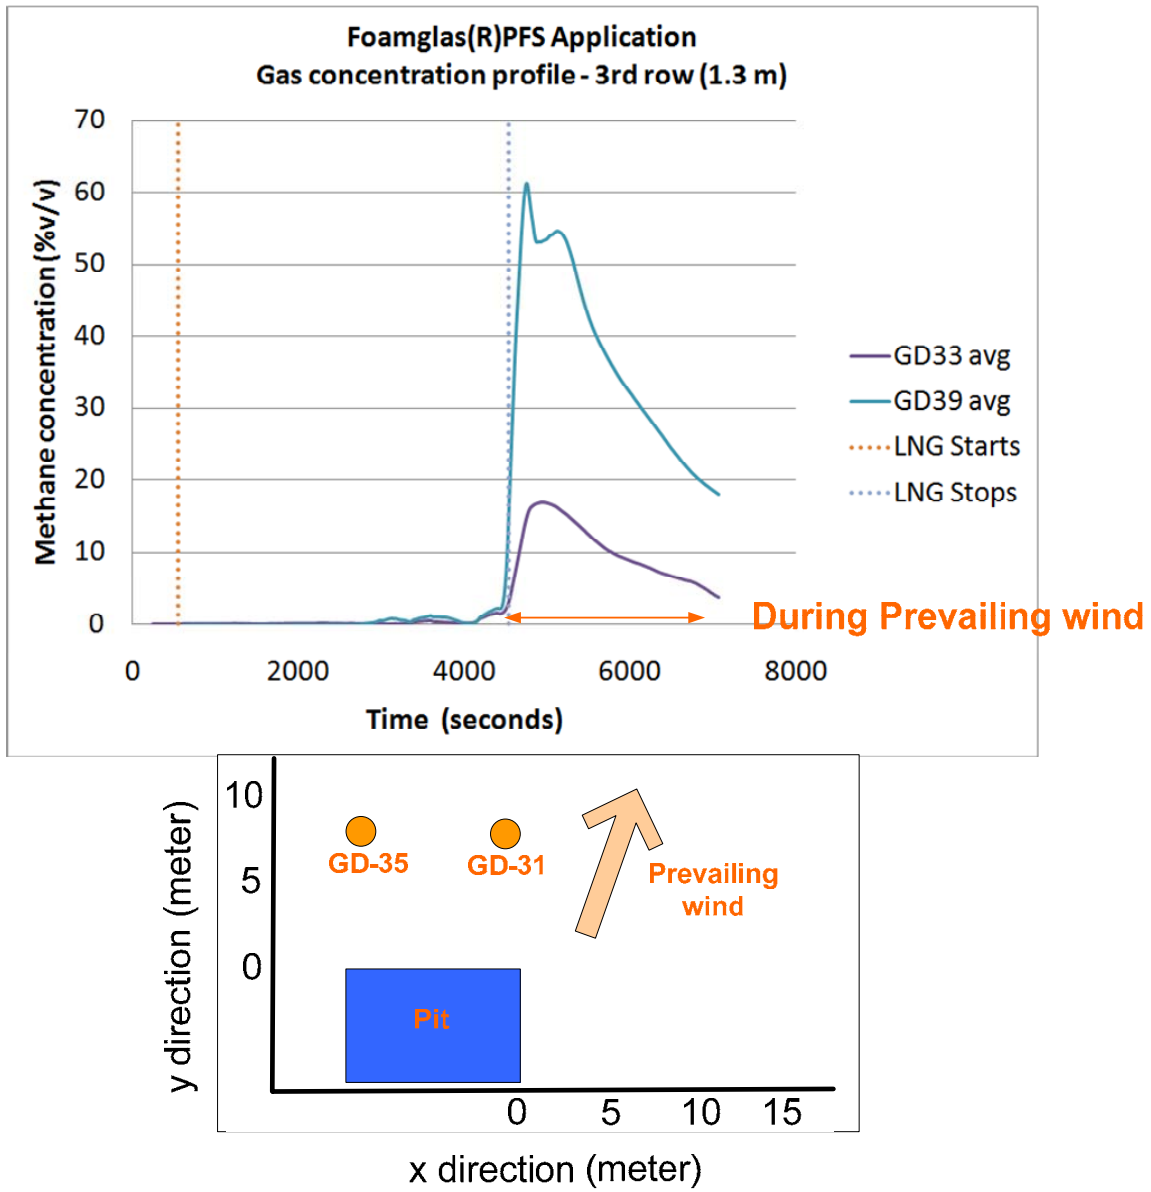 Foamglas(R)PFS Application
Gas concentration profile - 3rd row (1.3 m)
Methane concentration (%v/v)
70
60
50
40
30
20
10
0
0 2000 4000 6000 8000
Time (seconds)
GD33 avg
GD39 avg
LNG Starts
LNG Stops
During Prevailing wind
y direction (meter)
10
5
0
GD-35
GD-31
Prevailing
wind
Pit
0 5 10 15
x direction (meter)